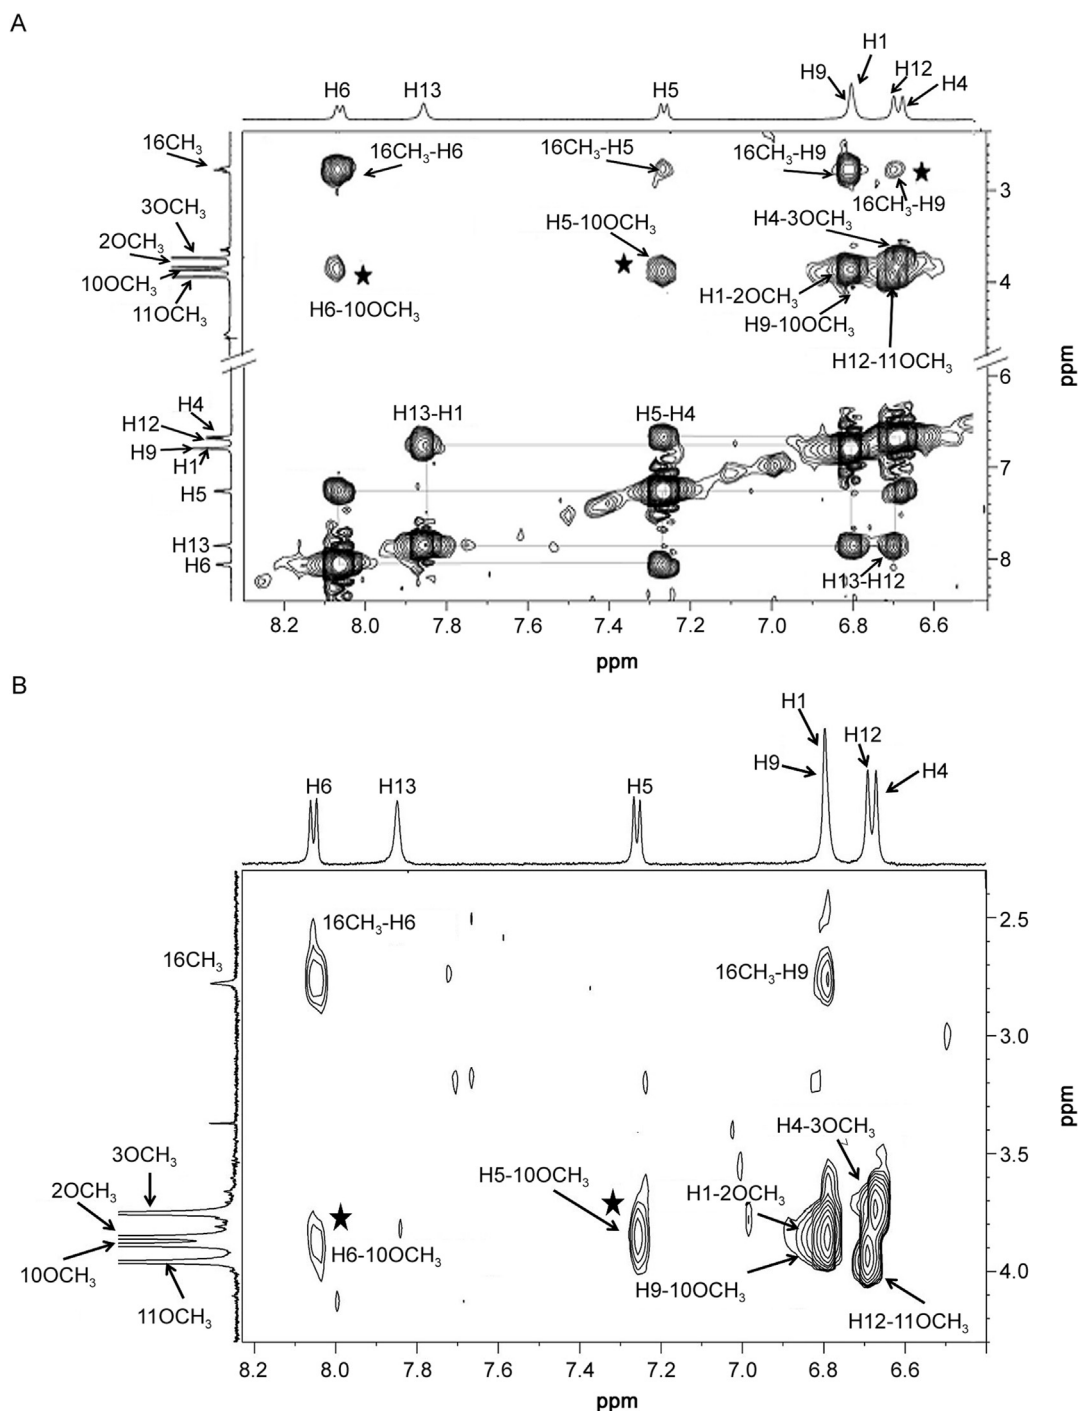 A
H1
H9
H12
H6
H13
H5
H4
16CH₃
16CH₃-H6
16CH₃-H5
16CH₃-H9
3
3OCH₃
16CH₃-H9
H4-3OCH₃
2OCH₃
H5-10OCH₃
10OCH₃
4
H6-10OCH₃
H1-2OCH₃
11OCH₃
H9-10OCH₃
H12-11OCH₃
ppm
6
H4
H13-H1
H5-H4
H12
H9
H1
7
H5
H13
H6
8
H13-H12
8.2 8.0 7.8 7.6 7.4 7.2 7.0 6.8 6.6
ppm
B
H1
H12
H9
H6
H13
H5
H4
16CH₃-H6
2.5
16CH₃
16CH₃-H9
3.0
ppm
H4-3OCH₃
3.5
3OCH₃
H5-10OCH₃
2OCH₃
H1-2OCH₃
H6-10OCH₃
10OCH₃
4.0
H9-10OCH₃
11OCH₃
H12-11OCH₃
8.2 8.0 7.8 7.6 7.4 7.2 7.0 6.8 6.6
ppm